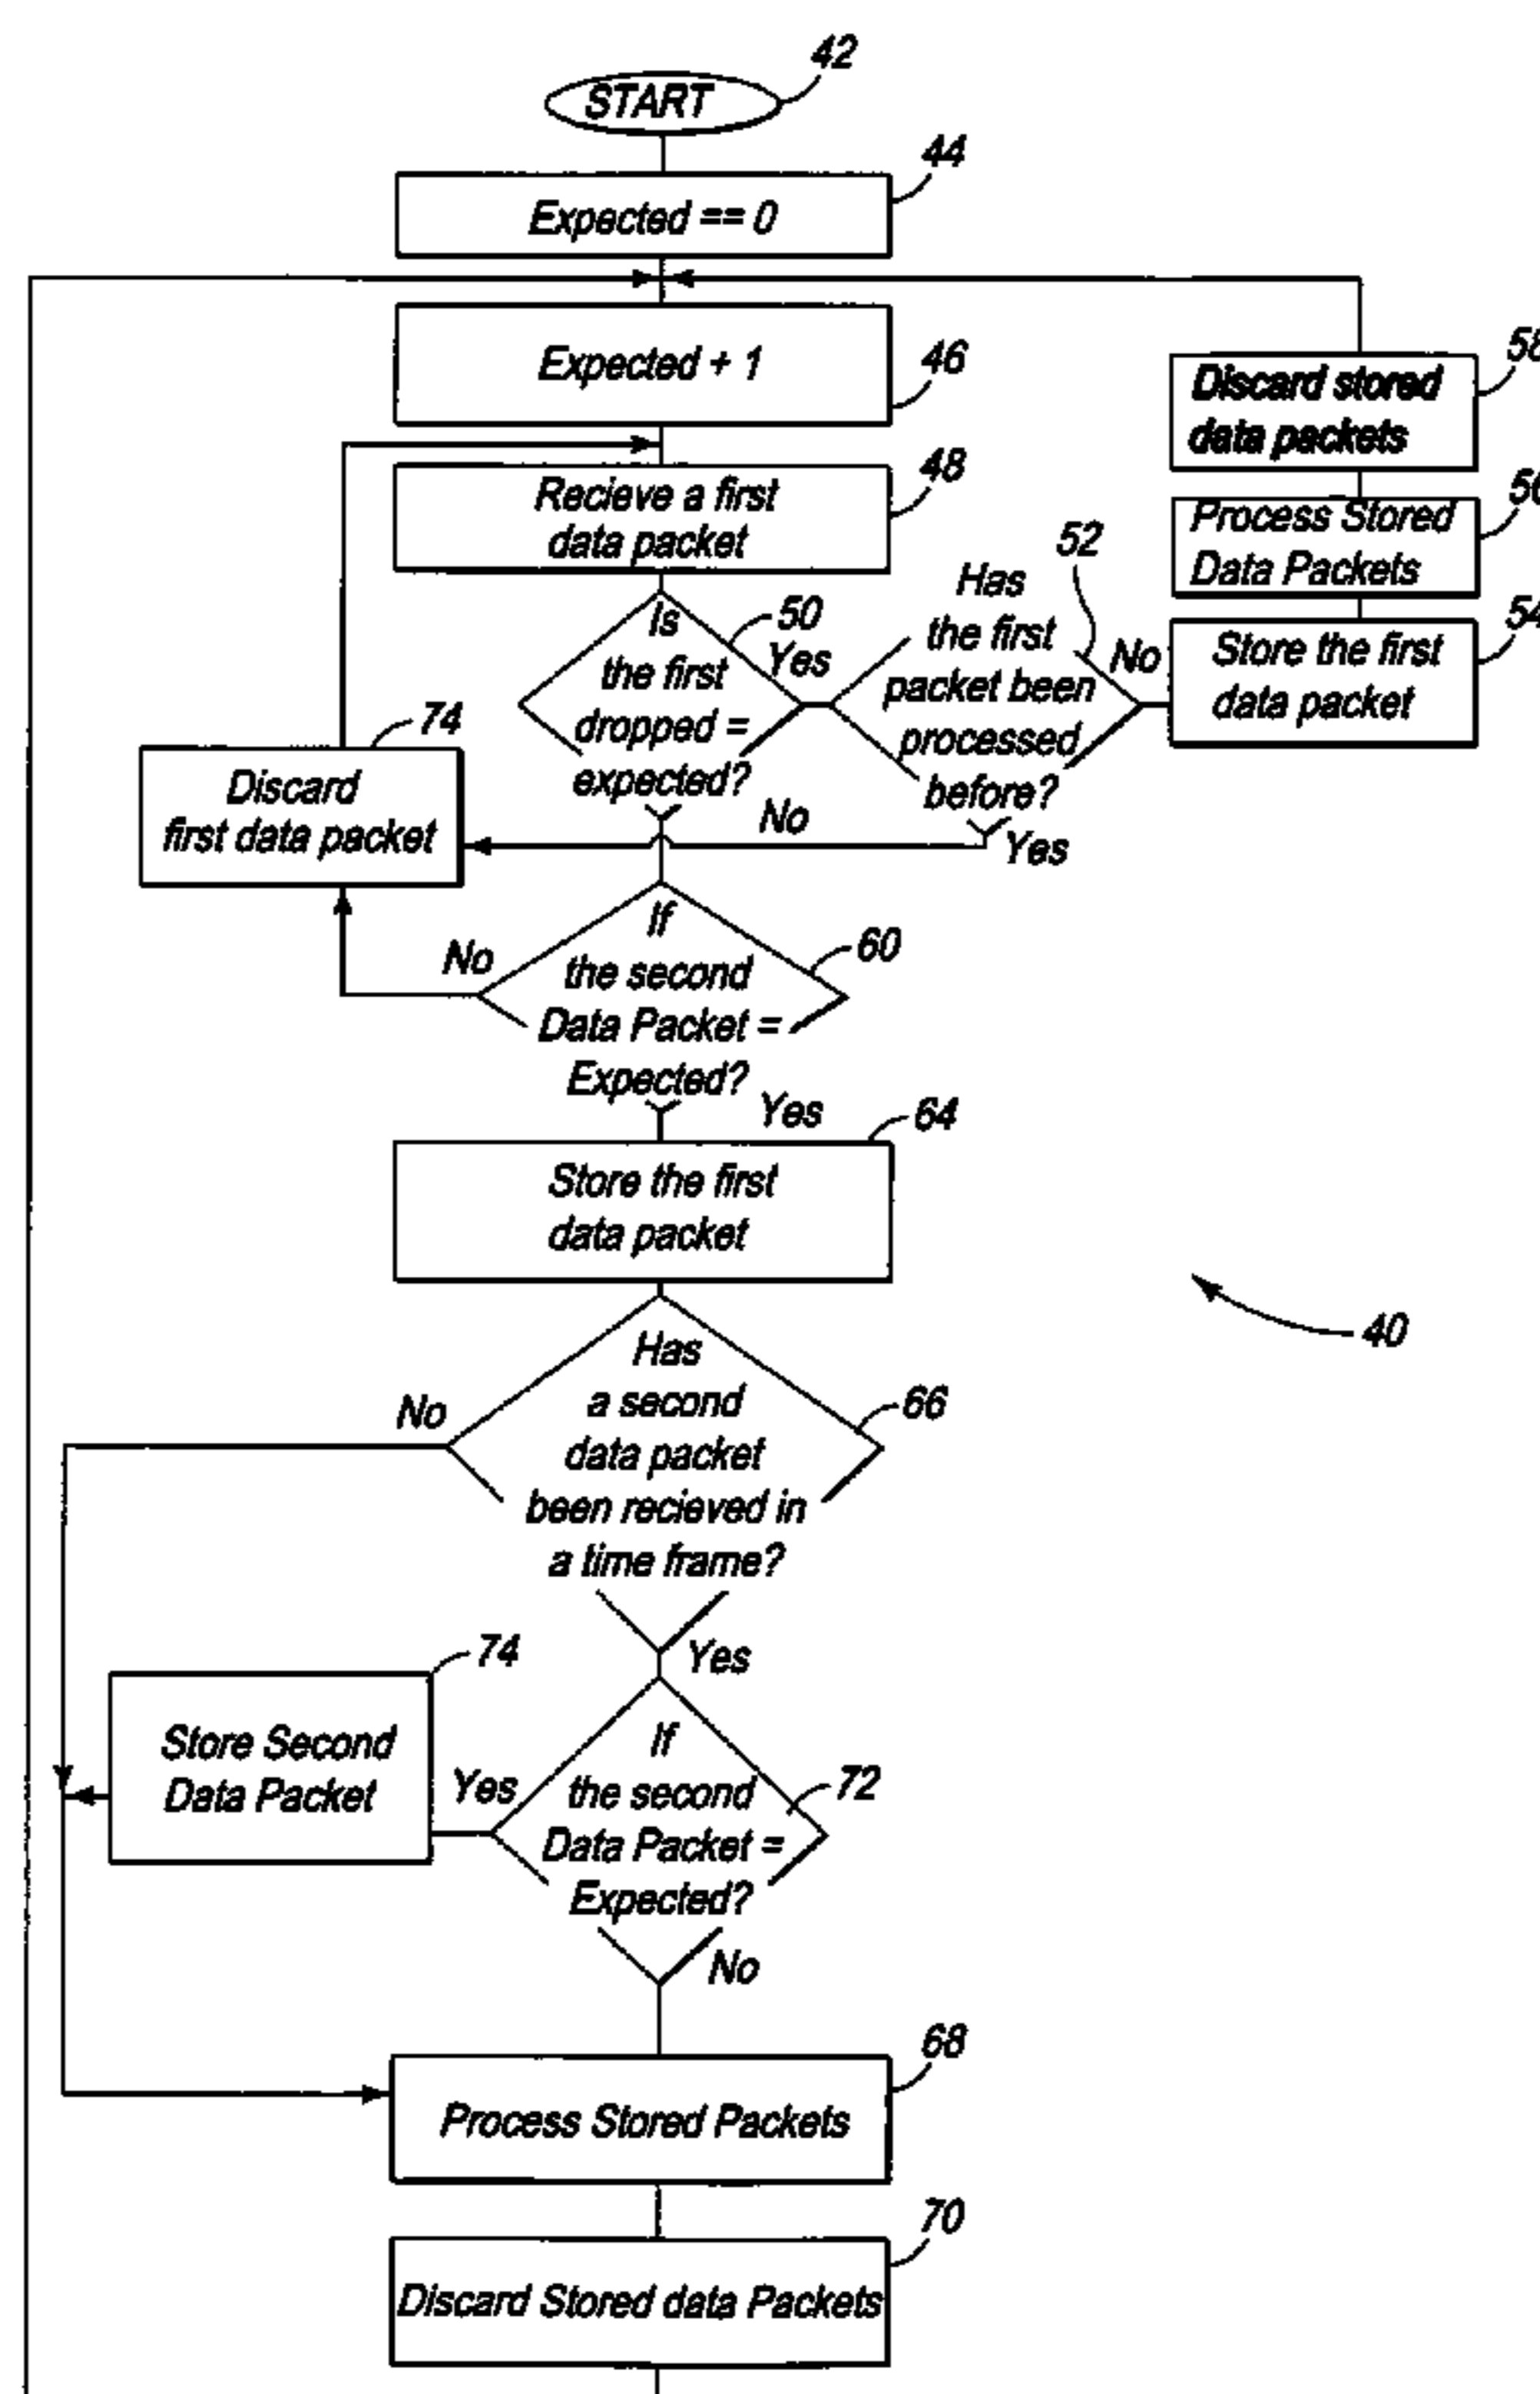 42
START
44
Expected == 0
46
Expected + 1
48
Recieve a first
data packet
50
Is
the first
dropped =
expected?
Yes
No
52
Has
the first
packet been
processed
before?
No
Yes
58
Discard stored
data packets
56
Process Stored
Data Packets
54
Store the first
data packet
74
Discard
first data packet
60
If
the second
Data Packet =
Expected?
No
Yes
64
Store the first
data packet
40
66
Has
a second
data packet
been recieved in
a time frame?
No
Yes
74
Store Second
Data Packet
72
If
the second
Data Packet =
Expected?
Yes
No
68
Process Stored Packets
70
Discard Stored data Packets